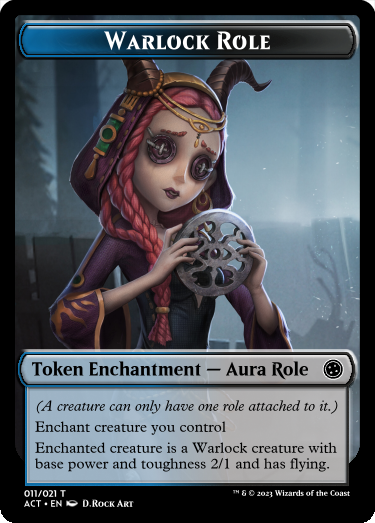 Warlock Role
Token Enchantment — Aura Role
(A creature can only have one role attached to it.)
Enchant creature you control
Enchanted creature is a Warlock creature with
base power and toughness 2/1 and has flying.
011/021 T
ACT • EN D.Rock Art
™ & © 2023 Wizards of the Coast